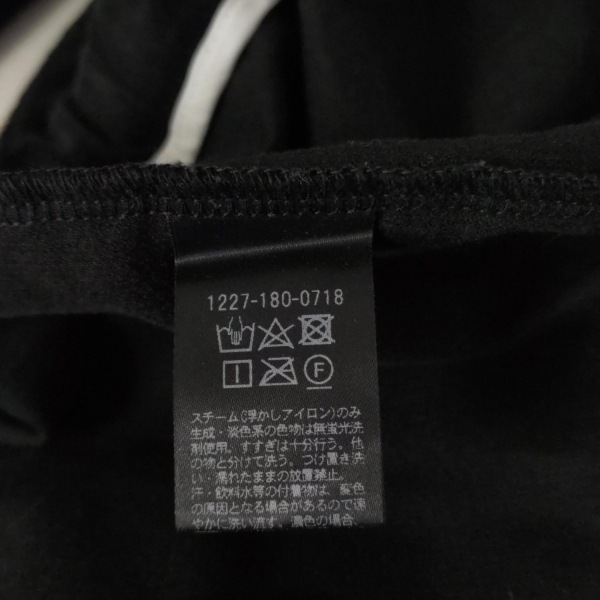 1227-180-0718
F
スチーム(浮かしアイロン)のみ
生成・淡色系の色物は無蛍光洗
剤使用。すすぎは十分行う。他
の物と分けて洗う。つけ置き洗
い・濡れたままの放置禁止。
汗・飲料水等の付着物は、変色
の原因となる場合があるので速
やかに洗い流す。濃色の場合、